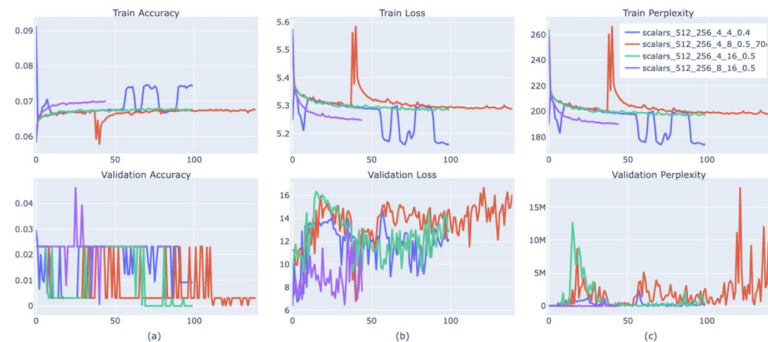 Train Accuracy
Train Loss
Train Perplexity
0.09
0.08
0.07
0.06
0
50
100
5.6
5.5
5.4
5.3
5.2
0
50
100
260
240
220
200
180
0
50
100
scalars_512_256_4_4_0.4
scalars_512_256_4_8_0.5_70
scalars_512_256_4_16_0.5
scalars_512_256_8_16_0.5
Validation Accuracy
Validation Loss
Validation Perplexity
0.04
0.03
0.02
0.01
0
0
50
100
16
14
12
10
8
6
0
50
100
15M
10M
5M
0
0
50
100
(a)
(b)
(c)